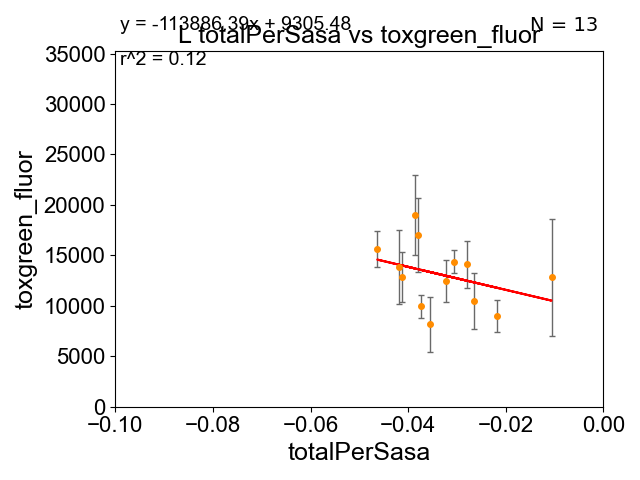 y = -113886.39x + 9305.48
N = 13
L totalPerSasa vs toxgreen_fluor
r^2 = 0.12
35000
30000
25000
20000
15000
10000
5000
0
toxgreen_fluor
−0.10 −0.08 −0.06 −0.04 −0.02 0.00
totalPerSasa